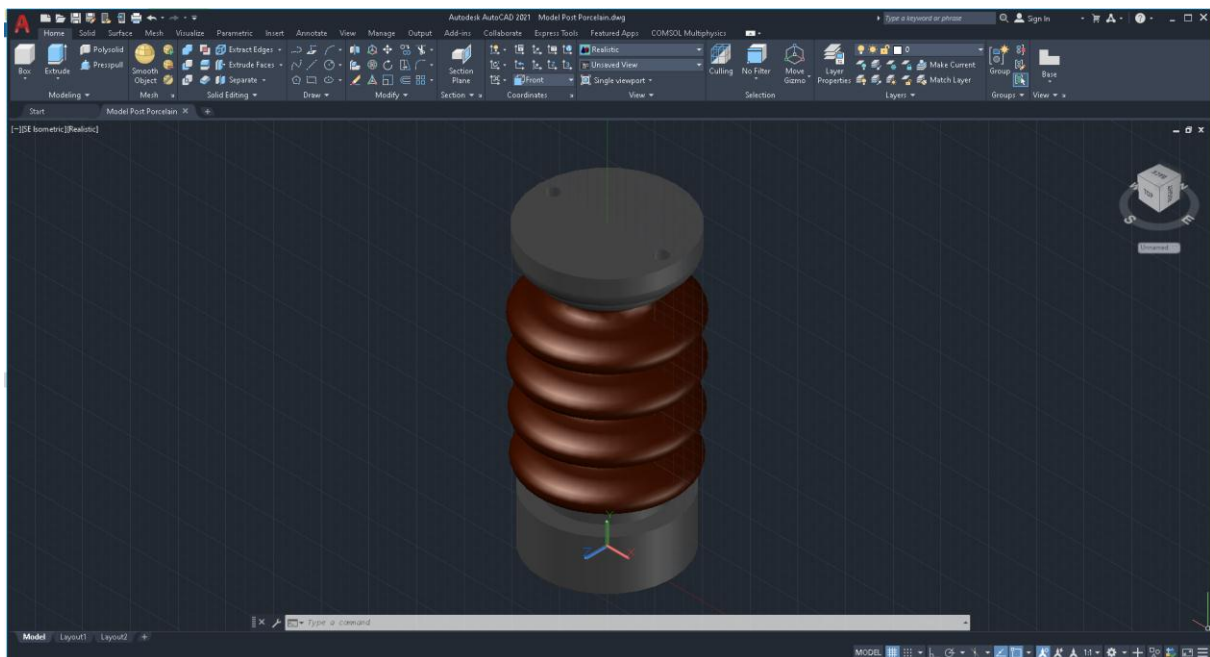 Autodesk AutoCAD 2021 Model Post Porcelain.dwg
Type a keyword or phrase
Sign In
Home Solid Surface Mesh Visualize Parametric Insert Annotate View Manage Output Add-ins Collaborate Express Tools Featured Apps COMSOL Multiphysics
Box
Extrude
Polysolid
Presspull
Smooth Object
Extract Edges
Extrude Faces
Separate
Section Plane
Front
Realistic
Unsaved View
Single viewport
Culling
No Filter
Move Gizmo
Layer Properties
0
Make Current
Match Layer
Group
Base
Modeling Mesh Solid Editing Draw Modify Section Coordinates View Selection Layers Groups View
Start Model Post Porcelain
[−][SE Isometric][Realistic]
S
E
Unnamed
Y
Z
X
Type a command
Model Layout1 Layout2 +
MODEL
1:1